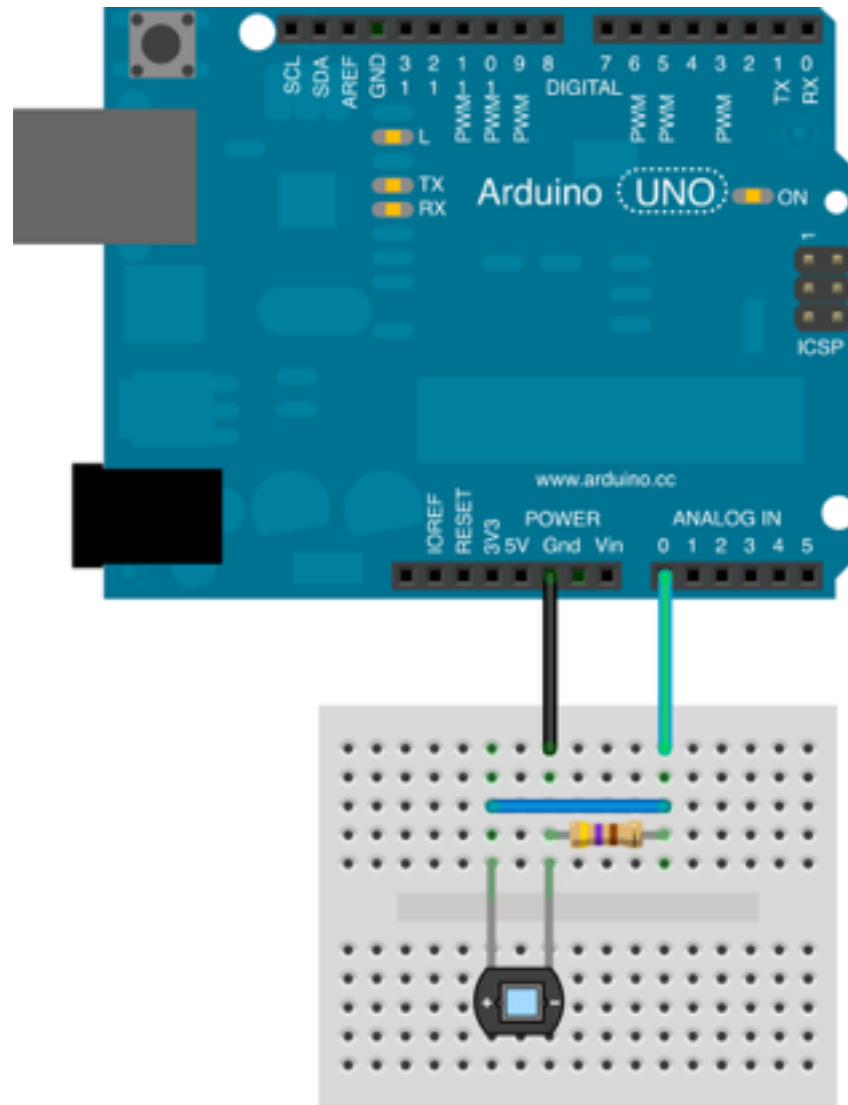 SCL
SDA
AREF
GND
13
12
PWM 11
PWM 10
PWM 9
8
DIGITAL
7
PWM 6
PWM 5
4
PWM 3
2
TX 1
RX 0
L
TX
RX
Arduino UNO
ON
1
ICSP
www.arduino.cc
POWER
ANALOG IN
IOREF
RESET
3V3
5V Gnd Vin
0 1 2 3 4 5
+ −